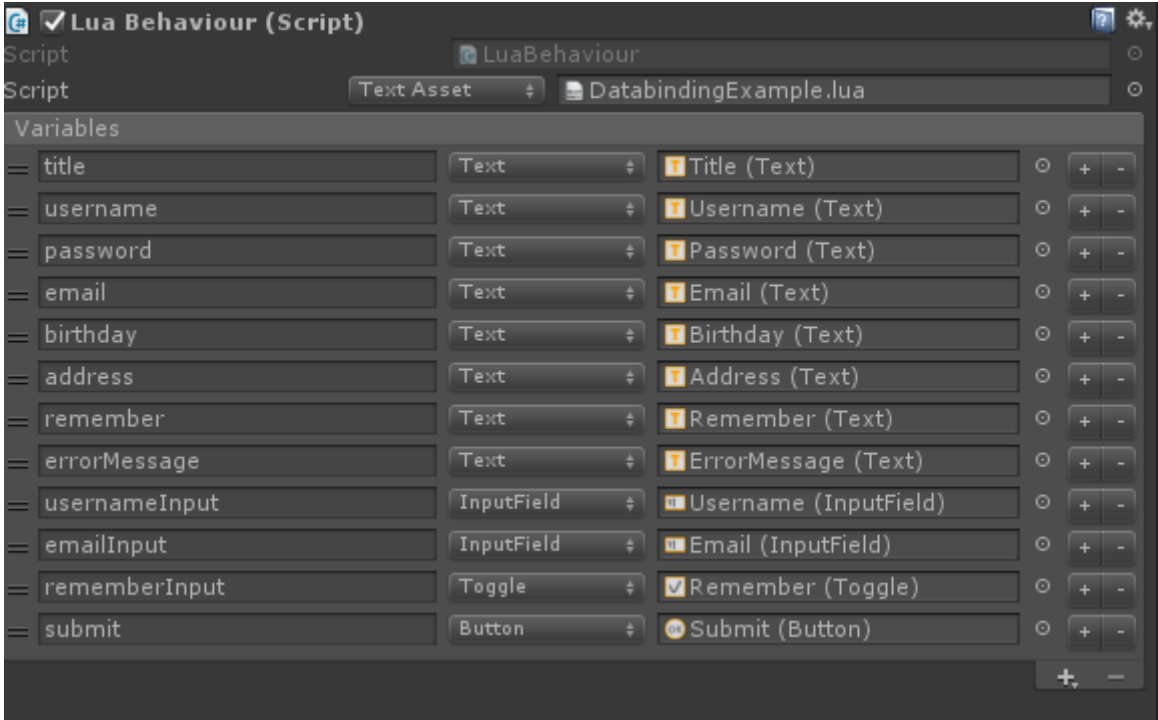 Lua Behaviour (Script)
Script LuaBehaviour
Script Text Asset DatabindingExample.lua
Variables
title Text Title (Text)
username Text Username (Text)
password Text Password (Text)
email Text Email (Text)
birthday Text Birthday (Text)
address Text Address (Text)
remember Text Remember (Text)
errorMessage Text ErrorMessage (Text)
usernameInput InputField Username (InputField)
emailInput InputField Email (InputField)
rememberInput Toggle Remember (Toggle)
submit Button Submit (Button)